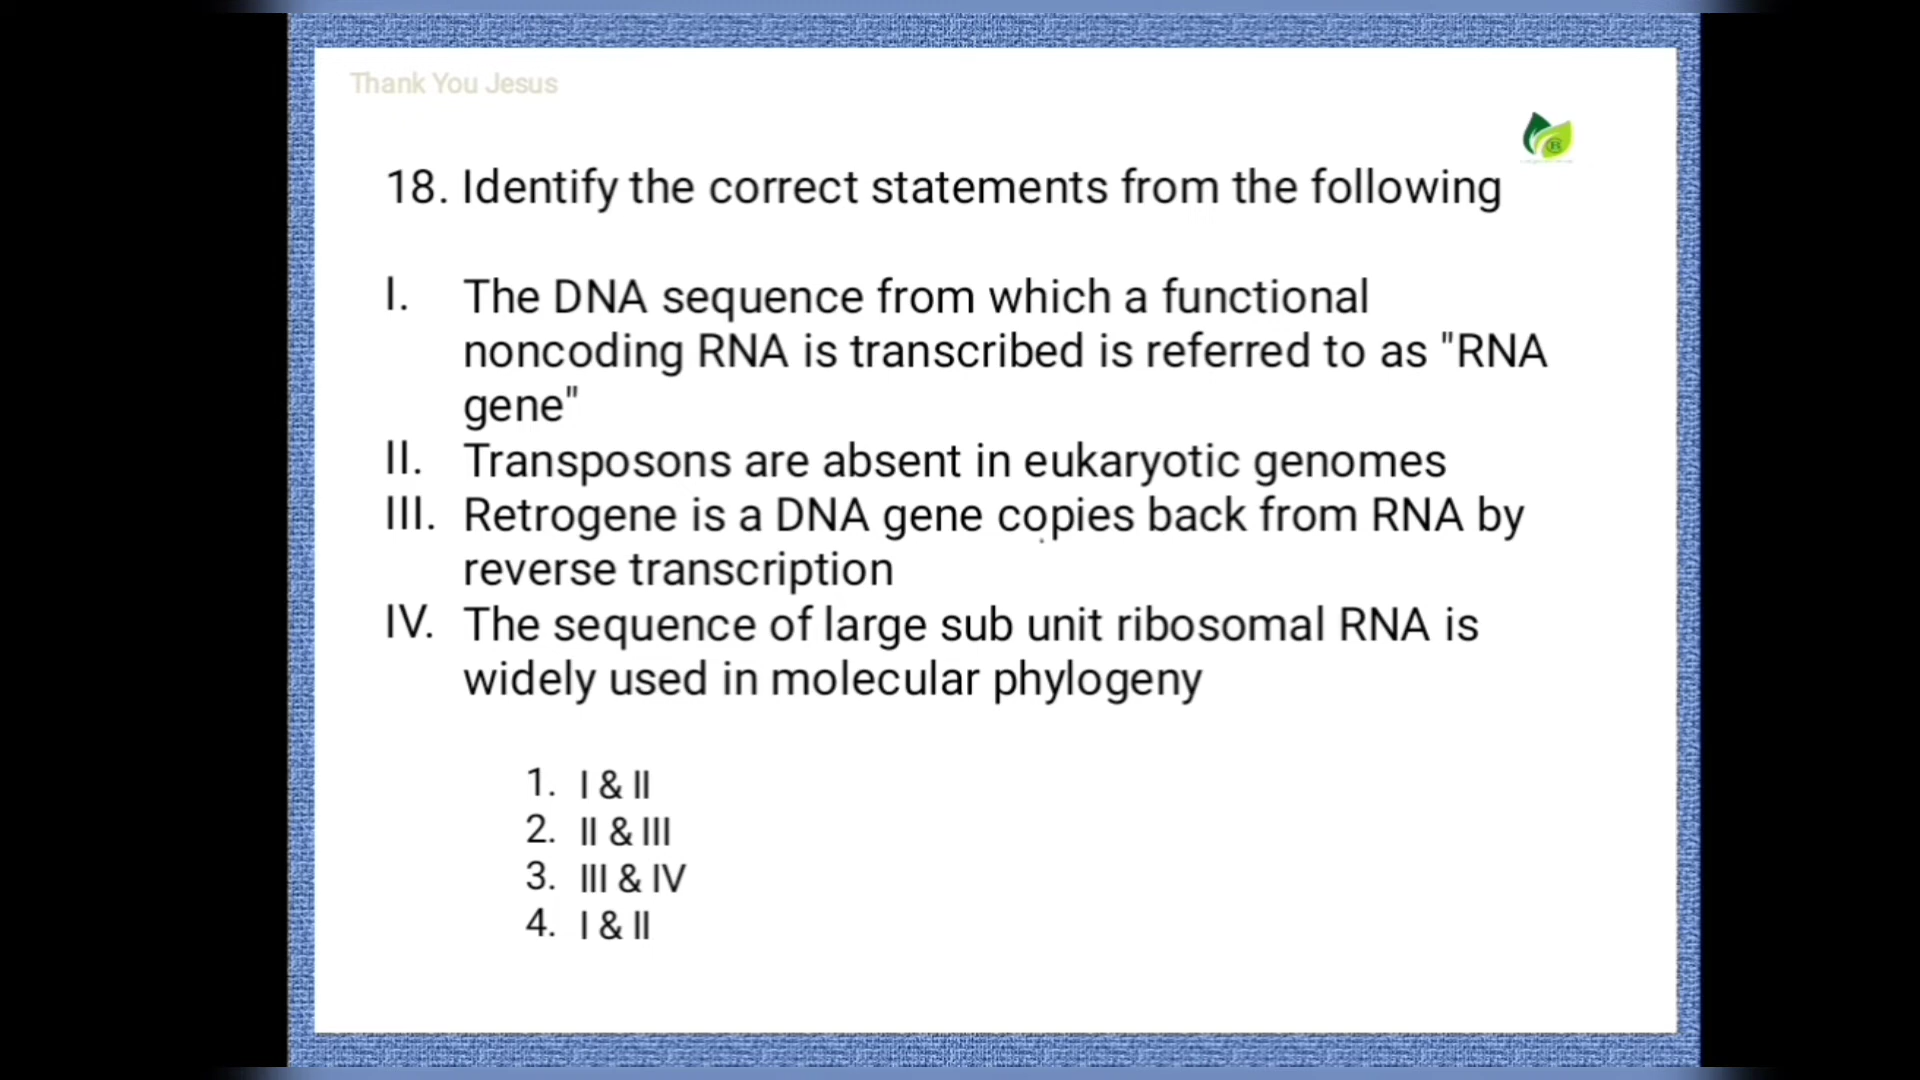 Thank You Jesus
18. Identify the correct statements from the following
I. The DNA sequence from which a functional
noncoding RNA is transcribed is referred to as "RNA
gene"
II. Transposons are absent in eukaryotic genomes
III. Retrogene is a DNA gene copies back from RNA by
reverse transcription
IV. The sequence of large sub unit ribosomal RNA is
widely used in molecular phylogeny
1. I & II
2. II & III
3. III & IV
4. I & II